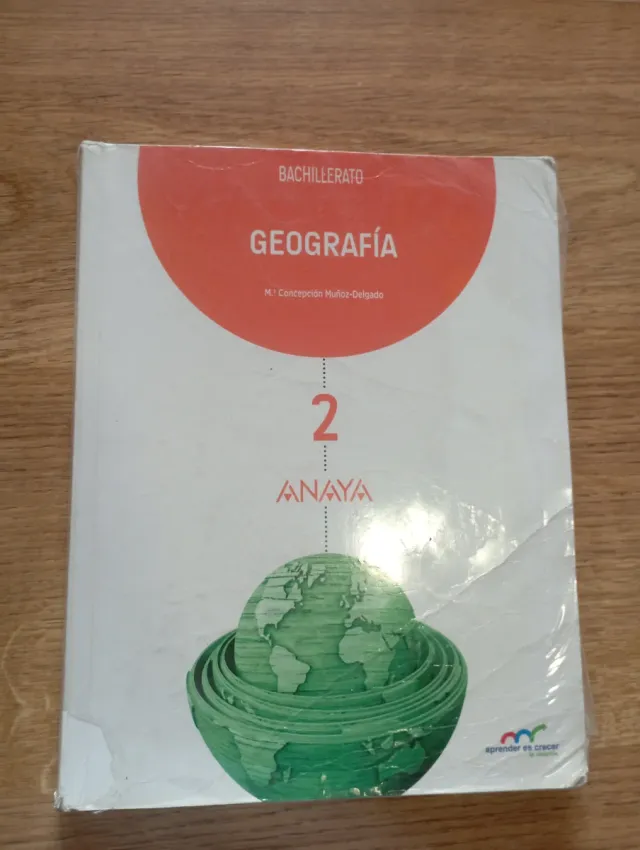 BACHILLERATO
GEOGRAFÍA
M.ª Concepción Muñoz-Delgado
2
ANAYA
aprender es crecer